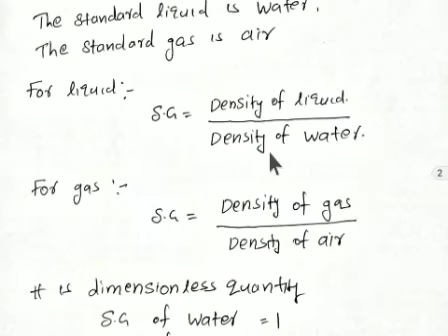 The standard liquid is water.
The standard gas is air
For liquid:-
S.G = Density of liquid.
Density of water.
2
For gas :-
S.G = Density of gas
Density of air
It is dimensionless quantity
S.G of water = 1